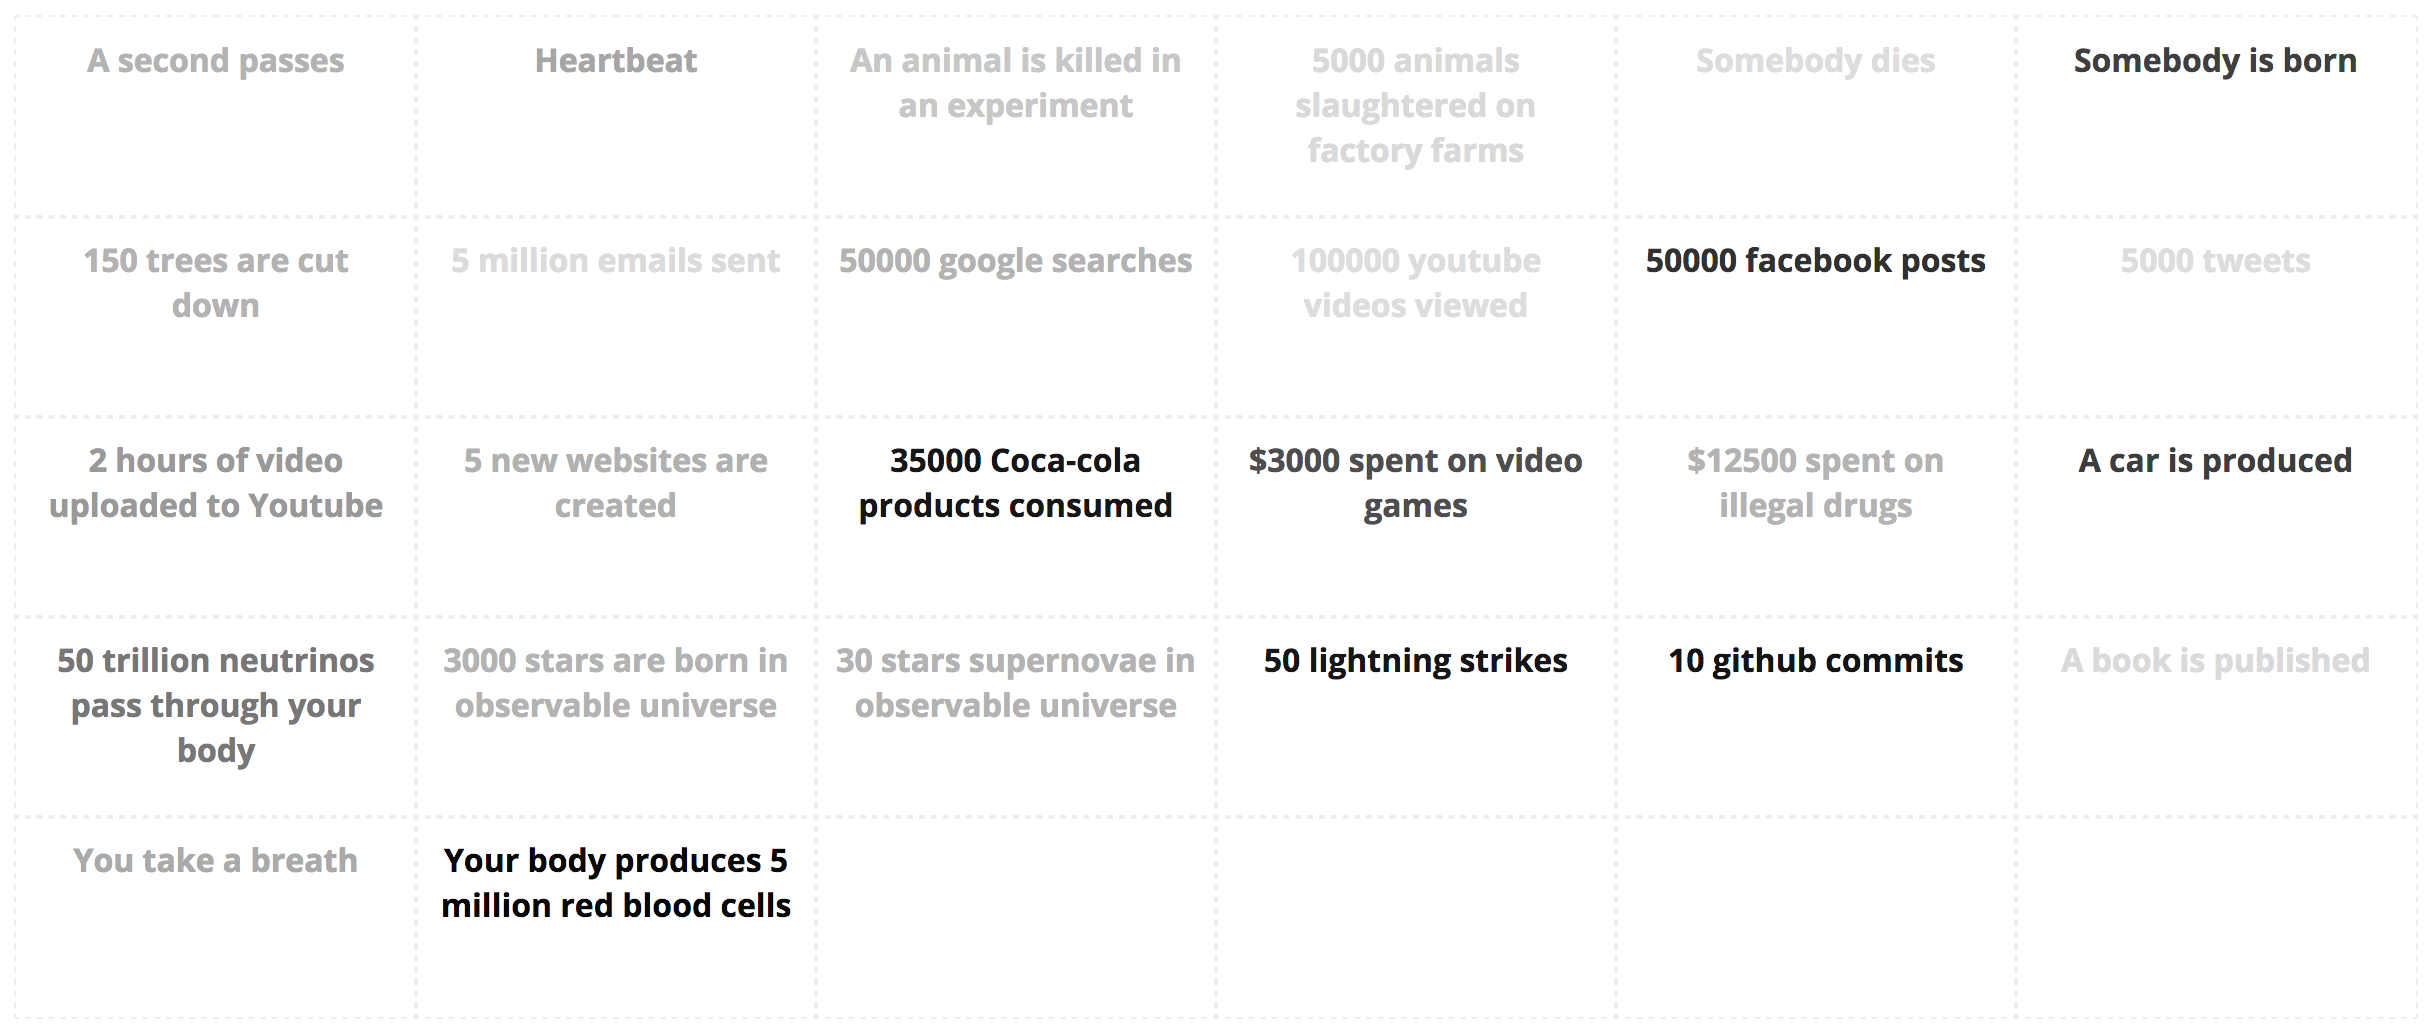 A second passes
Heartbeat
An animal is killed in
an experiment
5000 animals
slaughtered on
factory farms
Somebody dies
Somebody is born
150 trees are cut
down
5 million emails sent
50000 google searches
100000 youtube
videos viewed
50000 facebook posts
5000 tweets
2 hours of video
uploaded to Youtube
5 new websites are
created
35000 Coca-cola
products consumed
$3000 spent on video
games
$12500 spent on
illegal drugs
A car is produced
50 trillion neutrinos
pass through your
body
3000 stars are born in
observable universe
30 stars supernovae in
observable universe
50 lightning strikes
10 github commits
A book is published
You take a breath
Your body produces 5
million red blood cells